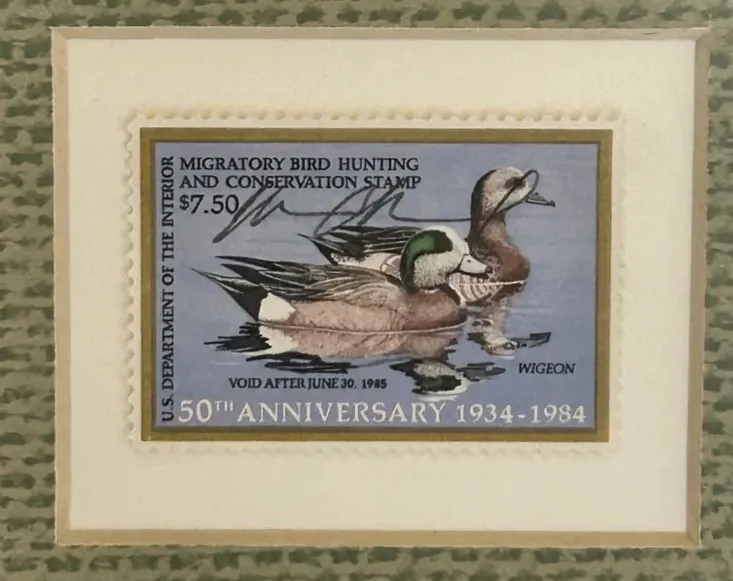 U.S. DEPARTMENT OF THE INTERIOR
MIGRATORY BIRD HUNTING
AND CONSERVATION STAMP
$7.50
WIGEON
VOID AFTER JUNE 30, 1985
50TH ANNIVERSARY 1934-1984